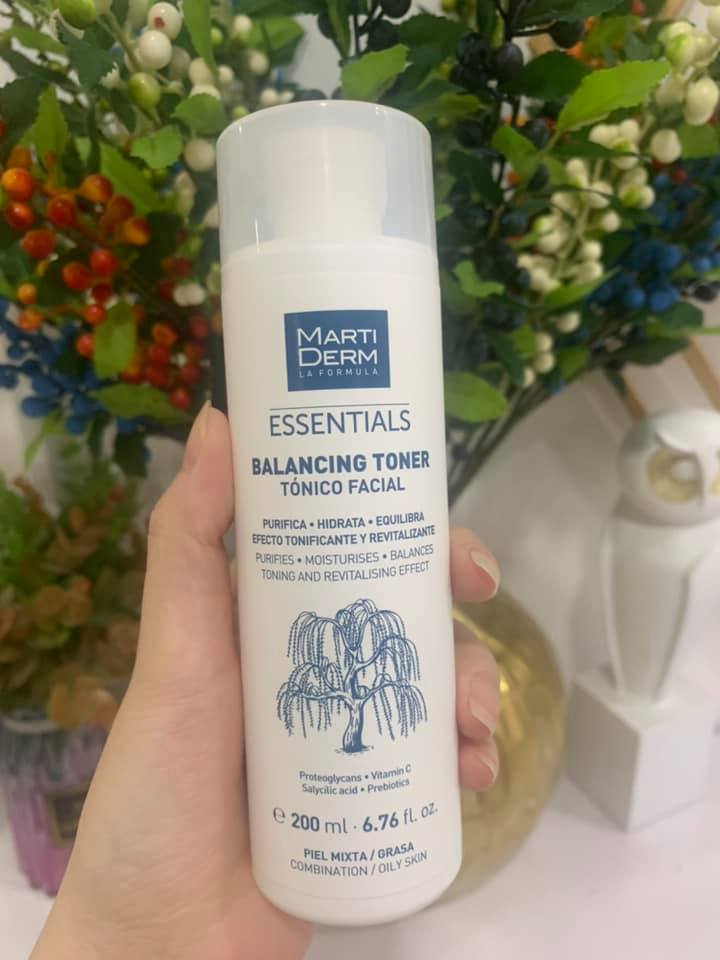 MARTI
DERM
LA FORMULA
ESSENTIALS
BALANCING TONER
TÓNICO FACIAL
PURIFICA • HIDRATA • EQUILIBRA
EFECTO TONIFICANTE Y REVITALIZANTE
PURIFIES • MOISTURISES • BALANCES
TONING AND REVITALISING EFFECT
Proteoglycans • Vitamin C
Salycilic acid • Prebiotics
℮ 200 ml · 6.76 fl. oz.
PIEL MIXTA / GRASA
COMBINATION / OILY SKIN